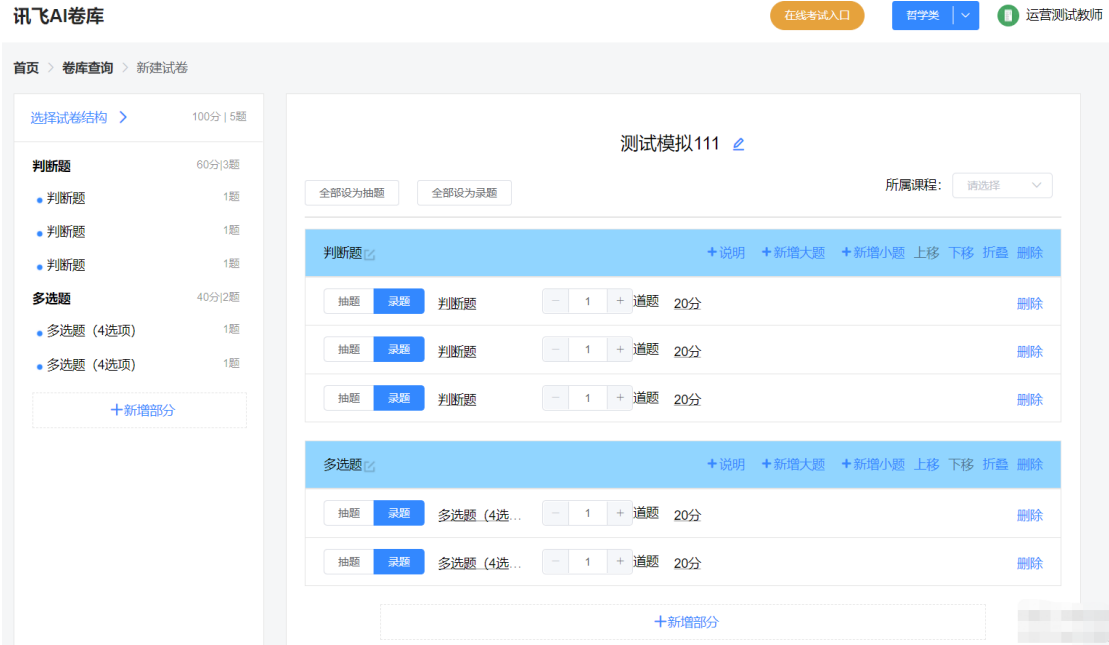 讯飞AI卷库
在线考试入口
哲学类
运营测试教师
首页 > 卷库查询 > 新建试卷
选择试卷结构 >
100分 | 5题
判断题
60分|3题
判断题
1题
判断题
1题
判断题
1题
多选题
40分|2题
多选题（4选项）
1题
多选题（4选项）
1题
+新增部分
测试模拟111
全部设为抽题
全部设为录题
所属课程：
请选择
判断题
+说明 +新增大题 +新增小题 上移 下移 折叠 删除
抽题 录题 判断题 − 1 + 道题 20分 删除
抽题 录题 判断题 − 1 + 道题 20分 删除
抽题 录题 判断题 − 1 + 道题 20分 删除
多选题
+说明 +新增大题 +新增小题 上移 下移 折叠 删除
抽题 录题 多选题（4选... − 1 + 道题 20分 删除
抽题 录题 多选题（4选... − 1 + 道题 20分 删除
+新增部分